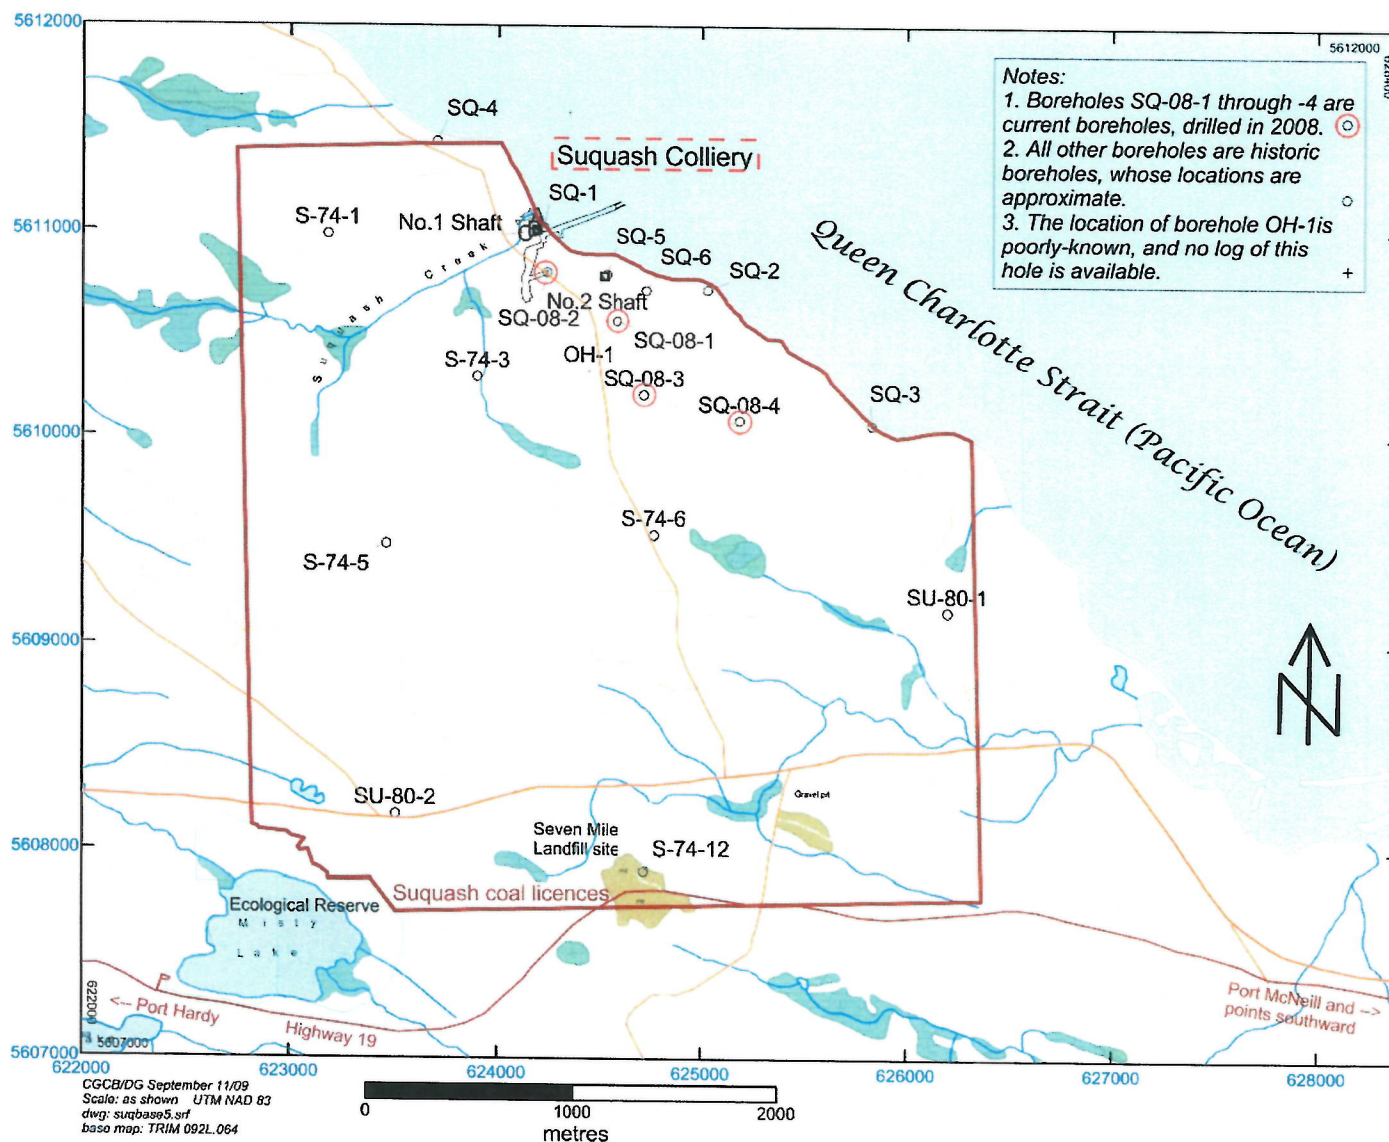 5612000
5612000
Notes:
1. Boreholes SQ-08-1 through -4 are
current boreholes, drilled in 2008.
2. All other boreholes are historic
boreholes, whose locations are
approximate.
3. The location of borehole OH-1is
poorly-known, and no log of this
hole is available.
SQ-4
Suquash Colliery
SQ-1
S-74-1
No.1 Shaft
5611000
SQ-5
SQ-6
SQ-2
Queen Charlotte Strait (Pacific Ocean)
Suquash Creek
No.2 Shaft
SQ-08-2
SQ-08-1
OH-1
S-74-3
SQ-08-3
SQ-08-4
SQ-3
5610000
S-74-6
S-74-5
SU-80-1
5609000
N
SU-80-2
Gravel pit
Seven Mile
Landfill site
S-74-12
5608000
Suquash coal licences
Ecological Reserve
Misty
Lake
622000
<-- Port Hardy
Highway 19
Port McNeill and -->
points southward
5607000
5607000
622000
623000
624000
625000
626000
627000
628000
CGCB/DG September 11/09
Scale: as shown UTM NAD 83
dwg: suqbase5.srf
base map: TRIM 092L.064
0
1000
2000
metres